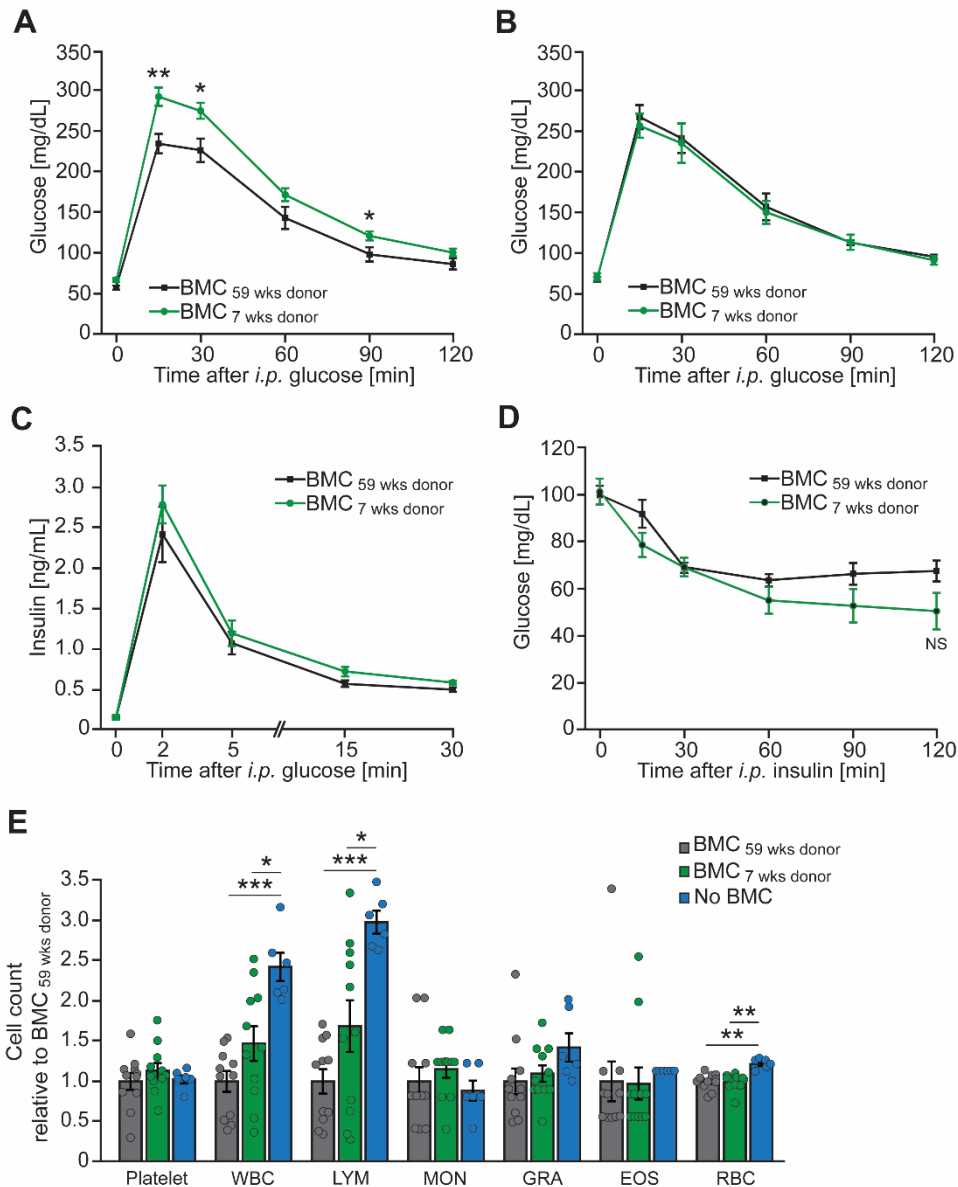 A
350
300
250
200
150
100
50
0
Glucose [mg/dL]
** *
*
BMC 59 wks donor
BMC 7 wks donor
0 30 60 90 120
Time after i.p. glucose [min]
B
350
300
250
200
150
100
50
0
Glucose [mg/dL]
BMC 59 wks donor
BMC 7 wks donor
0 30 60 90 120
Time after i.p. glucose [min]
C
3.5
3.0
2.5
2.0
1.5
1.0
0.5
0
Insulin [ng/mL]
BMC 59 wks donor
BMC 7 wks donor
0 2 5 // 15 30
Time after i.p. glucose [min]
D
120
100
80
60
40
20
0
Glucose [mg/dL]
BMC 59 wks donor
BMC 7 wks donor
NS
0 30 60 90 120
Time after i.p. insulin [min]
E
BMC 59 wks donor
BMC 7 wks donor
No BMC
3.5
3.0
2.5
2.0
1.5
1.0
0.5
0
Cell count
relative to BMC 59 wks donor
*
***
*
***
**
**
Platelet WBC LYM MON GRA EOS RBC